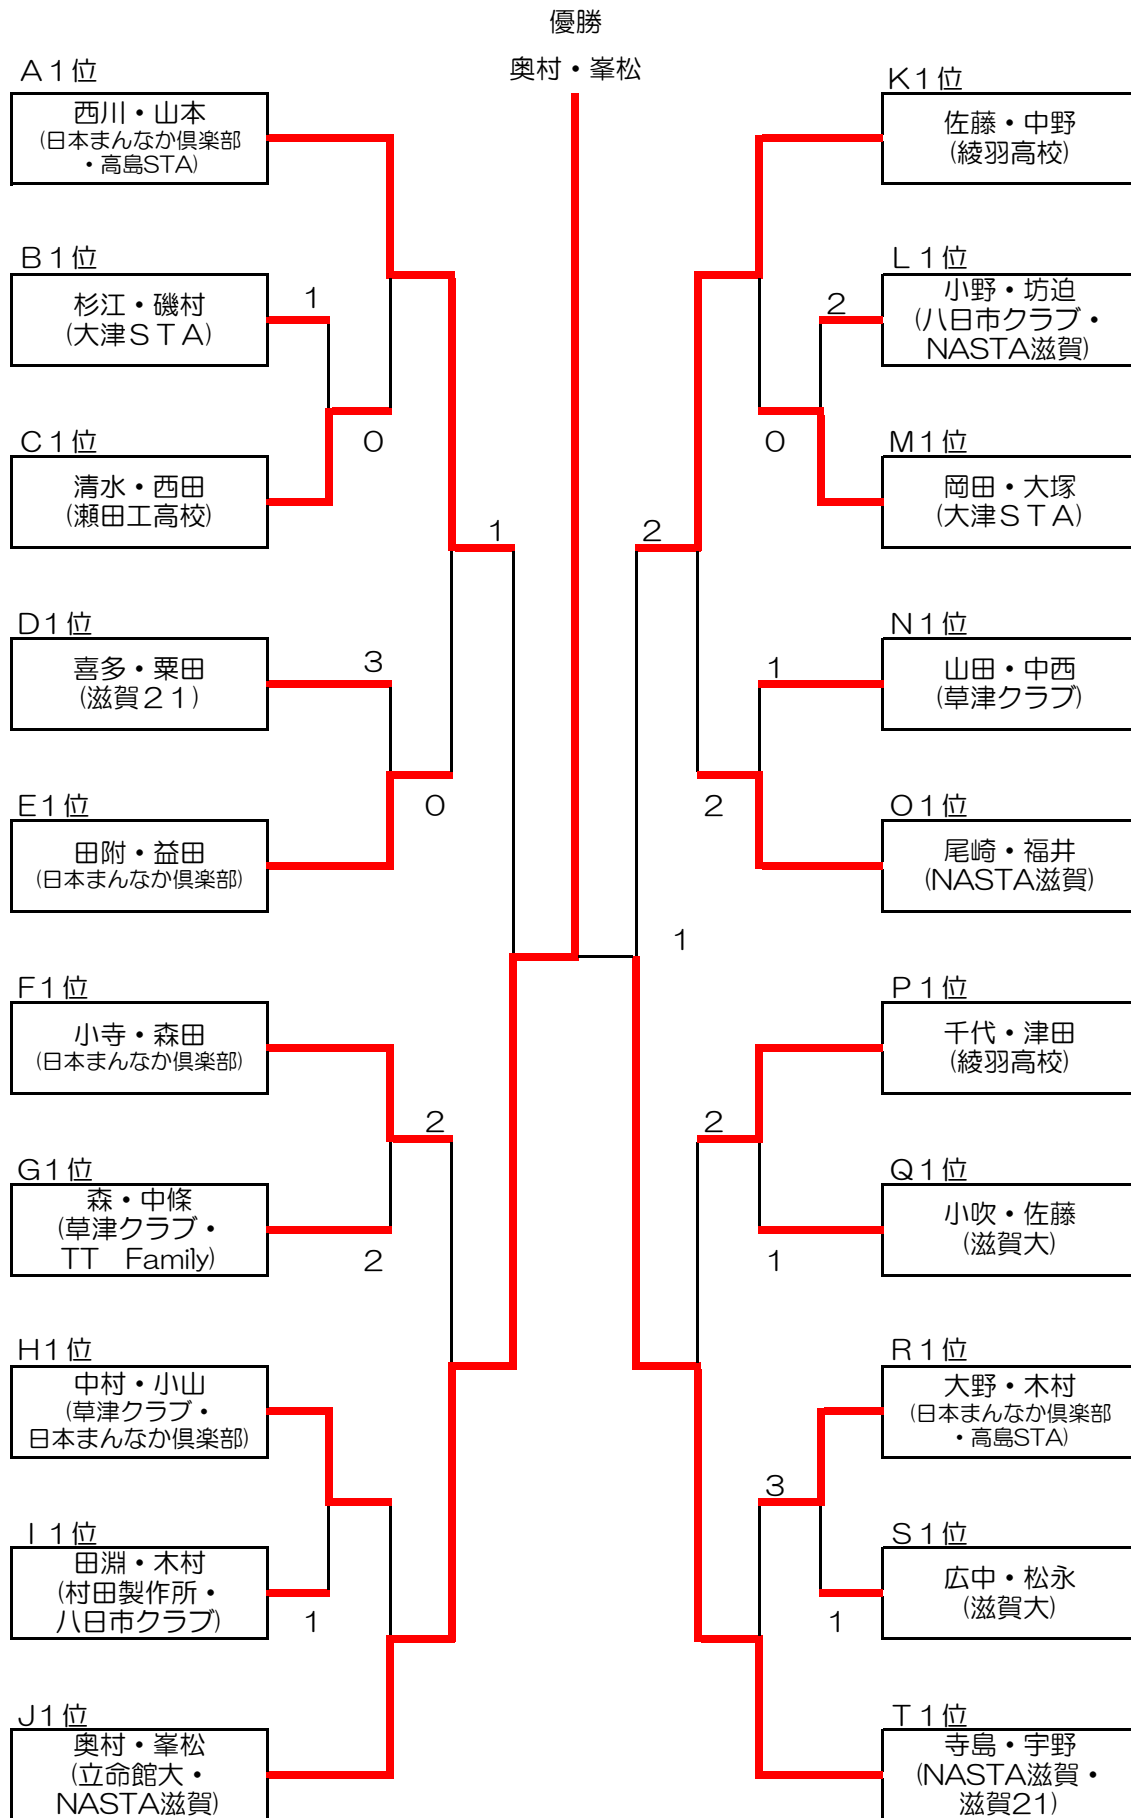 優勝
奥村・峯松
A１位
西川・山本
(日本まんなか倶楽部
・高島STA)
B１位
杉江・磯村
(大津ＳＴＡ)
1
C１位
清水・西田
(瀬田工高校)
0
1
D１位
喜多・粟田
(滋賀２１)
3
E１位
田附・益田
(日本まんなか倶楽部)
0
F１位
小寺・森田
(日本まんなか倶楽部)
2
G１位
森・中條
(草津クラブ・
TT　Family)
2
H１位
中村・小山
(草津クラブ・
日本まんなか倶楽部)
I１位
田淵・木村
(村田製作所・
八日市クラブ)
1
J１位
奥村・峯松
(立命館大・
NASTA滋賀)
K１位
佐藤・中野
(綾羽高校)
L１位
小野・坊迫
(八日市クラブ・
NASTA滋賀)
2
0
M１位
岡田・大塚
(大津ＳＴＡ)
2
N１位
山田・中西
(草津クラブ)
1
O１位
尾崎・福井
(NASTA滋賀)
2
1
P１位
千代・津田
(綾羽高校)
2
Q１位
小吹・佐藤
(滋賀大)
1
R１位
大野・木村
(日本まんなか倶楽部
・高島STA)
3
S１位
広中・松永
(滋賀大)
1
T１位
寺島・宇野
(NASTA滋賀・
滋賀21)